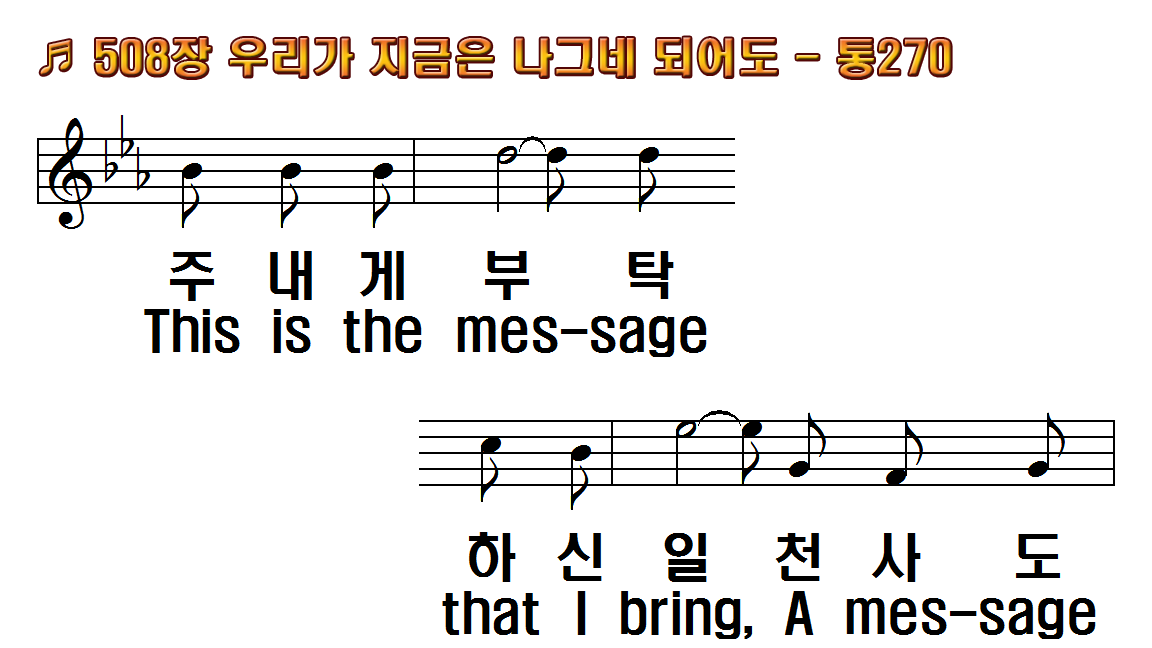 ♬ 508장 우리가 지금은 나그네 되어도 - 통270
주 내 게 부 탁
This is the mes-sage
하 신 일 천 사 도
that I bring, A mes-sage